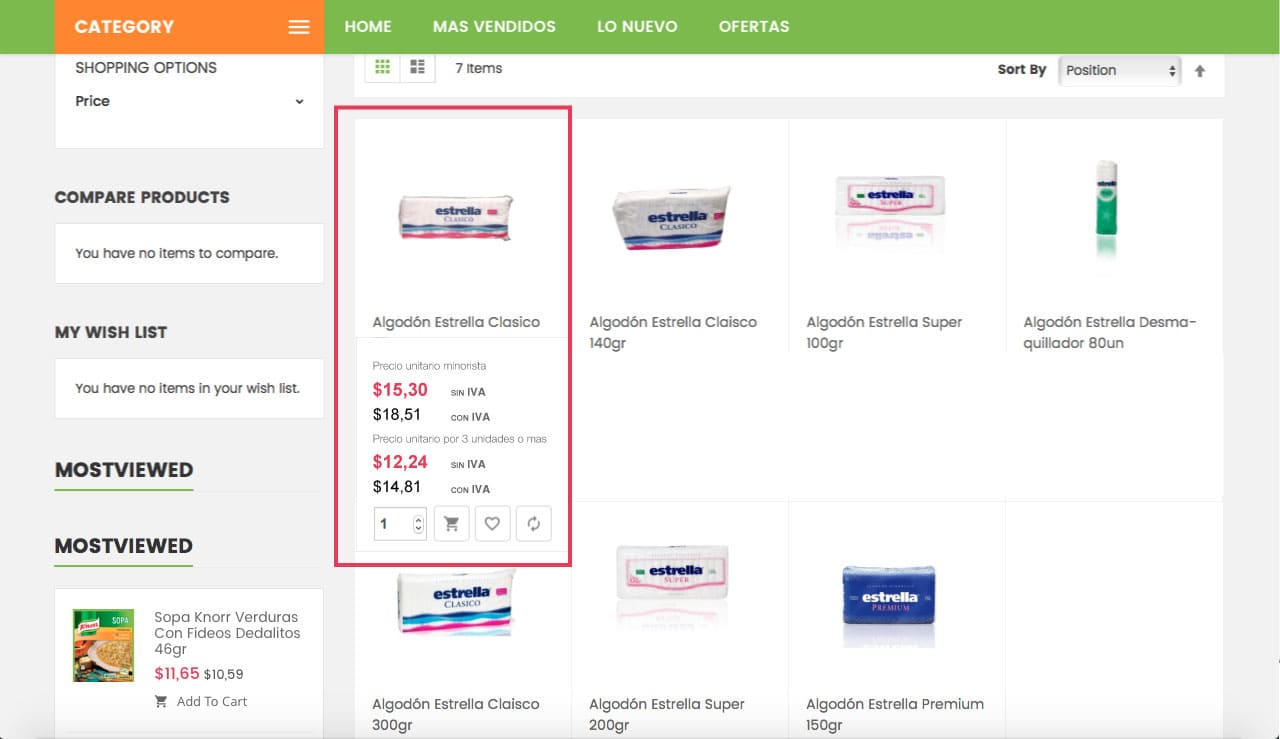 CATEGORY
HOME
MAS VENDIDOS
LO NUEVO
OFERTAS
SHOPPING OPTIONS
Price
7 Items
Sort By
Position
COMPARE PRODUCTS
You have no items to compare.
MY WISH LIST
You have no items in your wish list.
MOSTVIEWED
MOSTVIEWED
SOPA
Knorr
Sopa Knorr Verduras
Con Fideos Dedalitos
46gr
$11,65 $10,59
Add To Cart
estrella
CLASICO
Algodón Estrella Clasico
Precio unitario minorista
$15,30 SIN IVA
$18,51 CON IVA
Precio unitario por 3 unidades o mas
$12,24 SIN IVA
$14,81 CON IVA
1
estrella
CLASICO
Algodón Estrella Claisco
140gr
estrella
SUPER
Algodón Estrella Super
100gr
estrella
Algodón Estrella Desma-
quillador 80un
estrella
CLASICO
Algodón Estrella Claisco
300gr
estrella
SUPER
Algodón Estrella Super
200gr
estrella
PREMIUM
Algodón Estrella Premium
150gr